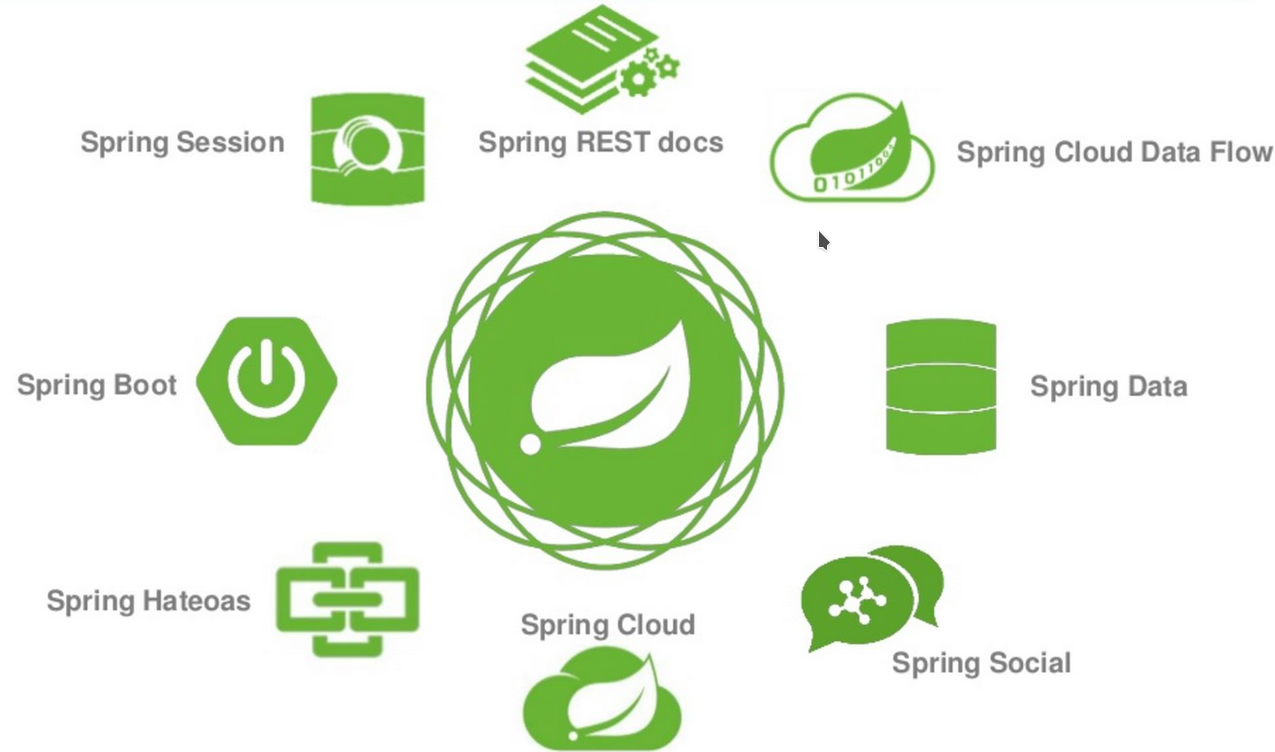 Spring REST docs
Spring Session
Spring Cloud Data Flow
01011001
Spring Boot
Spring Data
Spring Hateoas
Spring Cloud
Spring Social